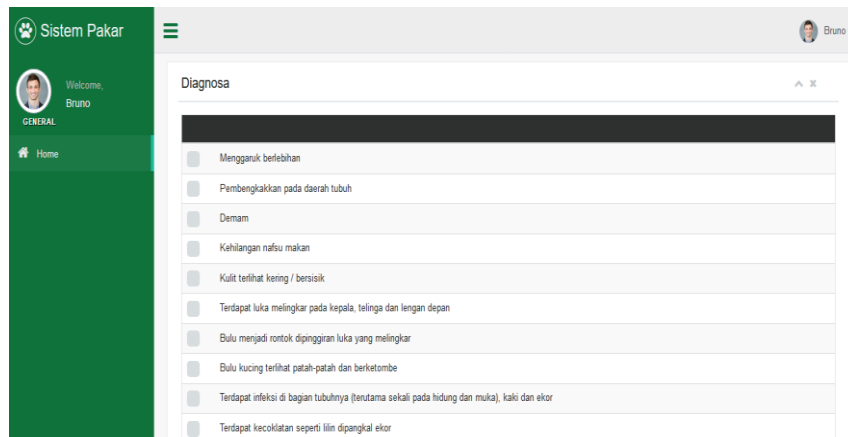 Sistem Pakar
Bruno
Welcome,
Bruno
GENERAL
Home
Diagnosa
Menggaruk berlebihan
Pembengkakkan pada daerah tubuh
Demam
Kehilangan nafsu makan
Kulit terlihat kering / bersisik
Terdapat luka melingkar pada kepala, telinga dan lengan depan
Bulu menjadi rontok dipinggiran luka yang melingkar
Bulu kucing terlihat patah-patah dan berketombe
Terdapat infeksi di bagian tubuhnya (terutama sekali pada hidung dan muka), kaki dan ekor
Terdapat kecoklatan seperti lilin dipangkal ekor